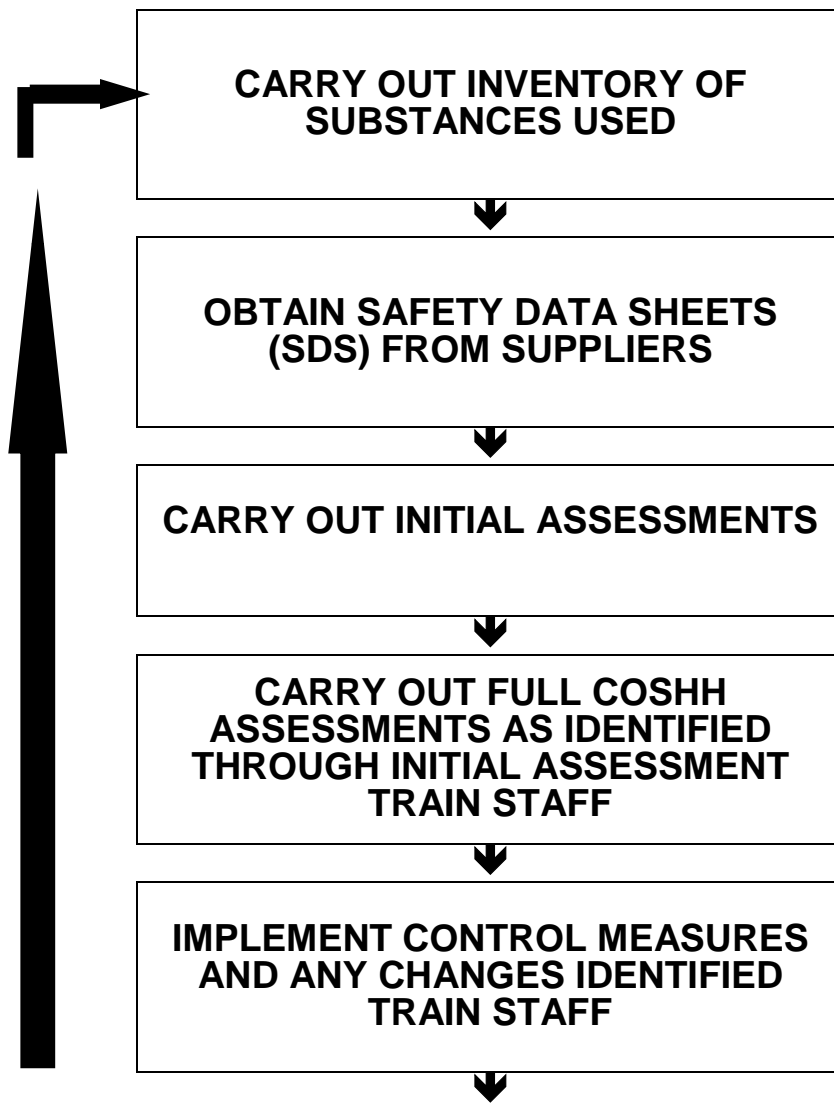 CARRY OUT INVENTORY OF
SUBSTANCES USED
OBTAIN SAFETY DATA SHEETS
(SDS) FROM SUPPLIERS
CARRY OUT INITIAL ASSESSMENTS
CARRY OUT FULL COSHH
ASSESSMENTS AS IDENTIFIED
THROUGH INITIAL ASSESSMENT
TRAIN STAFF
IMPLEMENT CONTROL MEASURES
AND ANY CHANGES IDENTIFIED
TRAIN STAFF